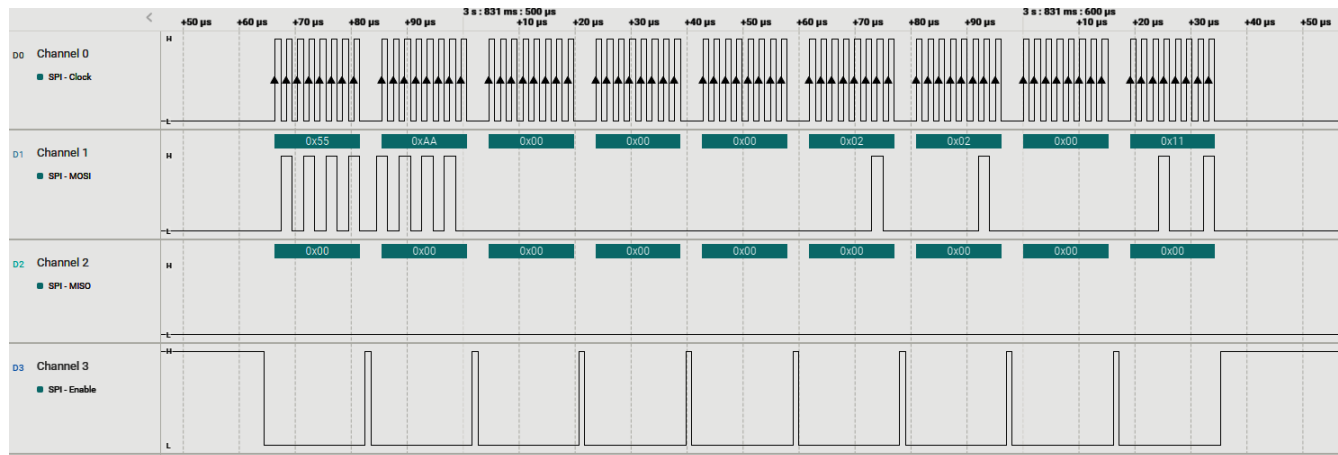 3 s : 831 ms : 500 µs 3 s : 831 ms : 600 µs
+50 µs +60 µs +70 µs +80 µs +90 µs +10 µs +20 µs +30 µs +40 µs +50 µs +60 µs +70 µs +80 µs +90 µs +10 µs +20 µs +30 µs +40 µs +50 µs
D0 Channel 0 H
SPI - Clock
L
0x55 0xAA 0x00 0x00 0x00 0x02 0x02 0x00 0x11
D1 Channel 1 H
SPI - MOSI
L
0x00 0x00 0x00 0x00 0x00 0x00 0x00 0x00 0x00
D2 Channel 2 H
SPI - MISO
L
D3 Channel 3 H
SPI - Enable
L